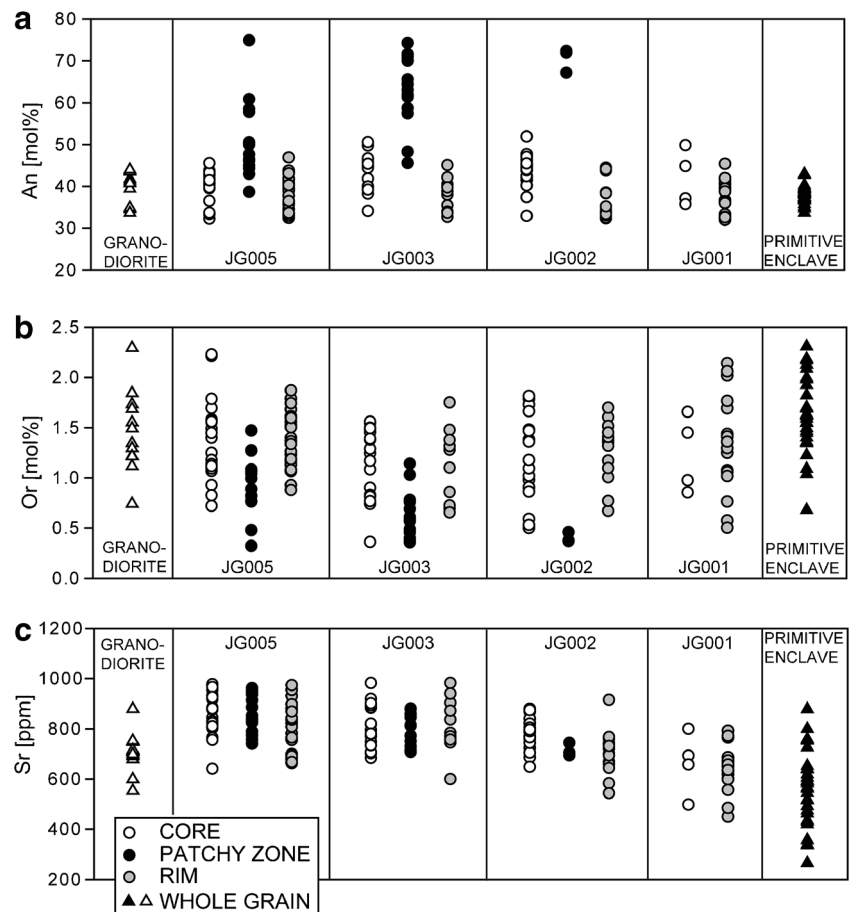 a
80
70
60
50
40
30
20
An [mol%]
GRANO-
DIORITE
JG005
JG003
JG002
JG001
PRIMITIVE
ENCLAVE
b
2.5
2.0
1.5
1.0
0.5
0.0
Or [mol%]
GRANO-
DIORITE
JG005
JG003
JG002
JG001
PRIMITIVE
ENCLAVE
c
1200
1000
800
600
400
200
Sr [ppm]
GRANO-
DIORITE
JG005
JG003
JG002
JG001
PRIMITIVE
ENCLAVE
CORE
PATCHY ZONE
RIM
WHOLE GRAIN